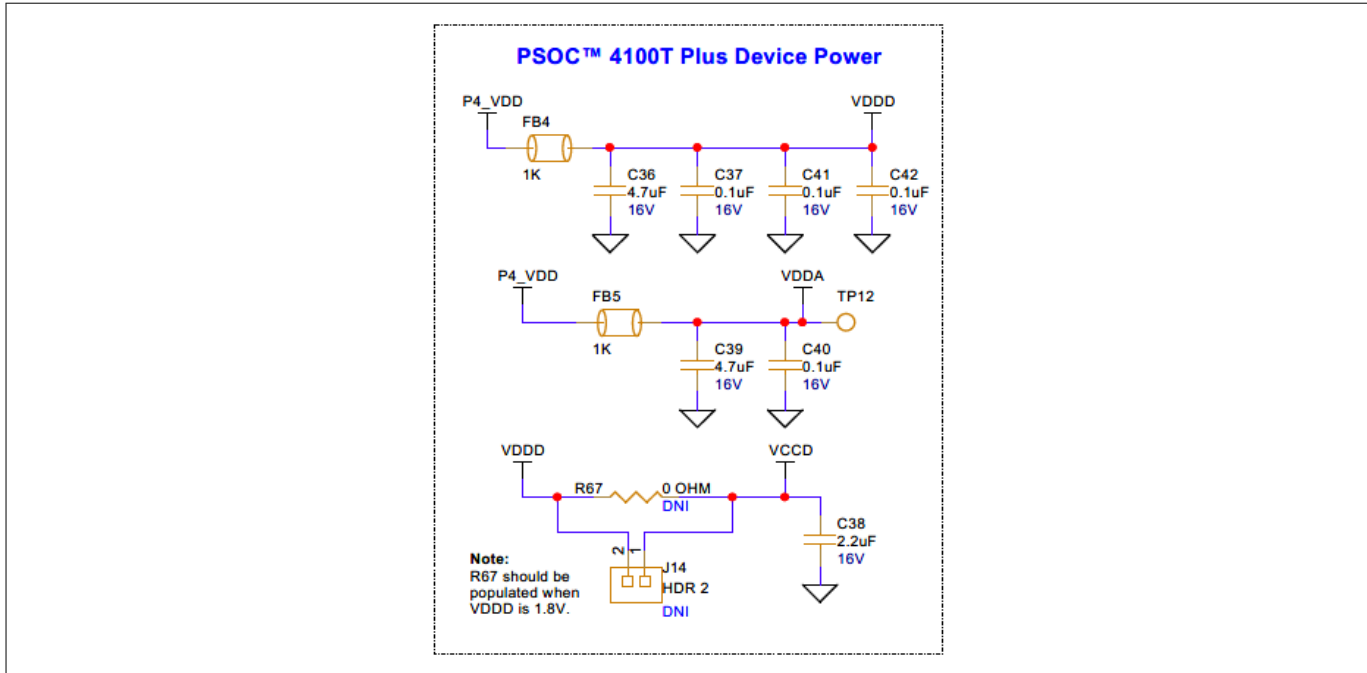 PSOC™ 4100T Plus Device Power
P4_VDD
VDDD
FB4
1K
C36
4.7uF
16V
C37
0.1uF
16V
C41
0.1uF
16V
C42
0.1uF
16V
P4_VDD
VDDA
TP12
FB5
1K
C39
4.7uF
16V
C40
0.1uF
16V
VDDD
VCCD
R67
0 OHM
DNI
C38
2.2uF
16V
2
1
J14
HDR 2
DNI
Note:
R67 should be
populated when
VDDD is 1.8V.